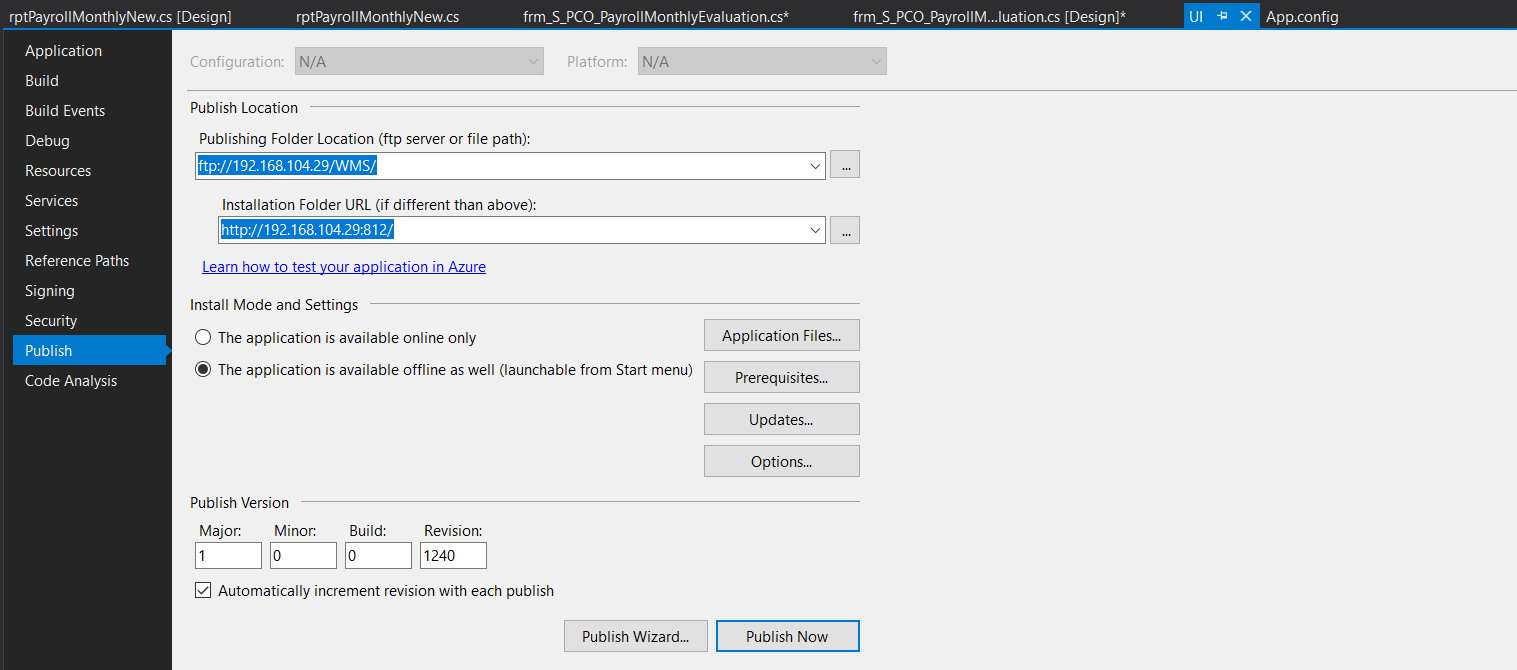 rptPayrollMonthlyNew.cs [Design] rptPayrollMonthlyNew.cs frm_S_PCO_PayrollMonthlyEvaluation.cs* frm_S_PCO_PayrollM...luation.cs [Design]* UI App.config
Application
Build
Build Events
Debug
Resources
Services
Settings
Reference Paths
Signing
Security
Publish
Code Analysis
Configuration: N/A Platform: N/A
Publish Location
Publishing Folder Location (ftp server or file path):
ftp://192.168.104.29/WMS/ ...
Installation Folder URL (if different than above):
http://192.168.104.29:812/ ...
Learn how to test your application in Azure
Install Mode and Settings
The application is available online only
The application is available offline as well (launchable from Start menu)
Application Files...
Prerequisites...
Updates...
Options...
Publish Version
Major: Minor: Build: Revision:
1 0 0 1240
Automatically increment revision with each publish
Publish Wizard... Publish Now